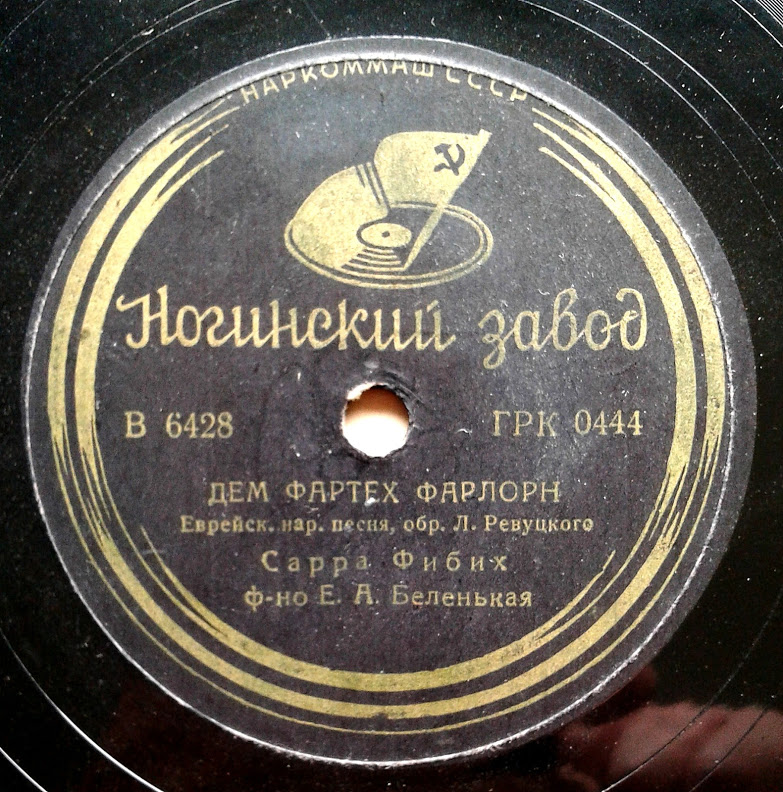 НАРКОММАШ СССР
Ногинский завод
В 6428
ГРК 0444
ДЕМ ФАРТЕХ ФАРЛОРН
Еврейск. нар. песня, обр. Л. Ревуцкого
Сарра Фибих
ф-но Е. А. Беленькая